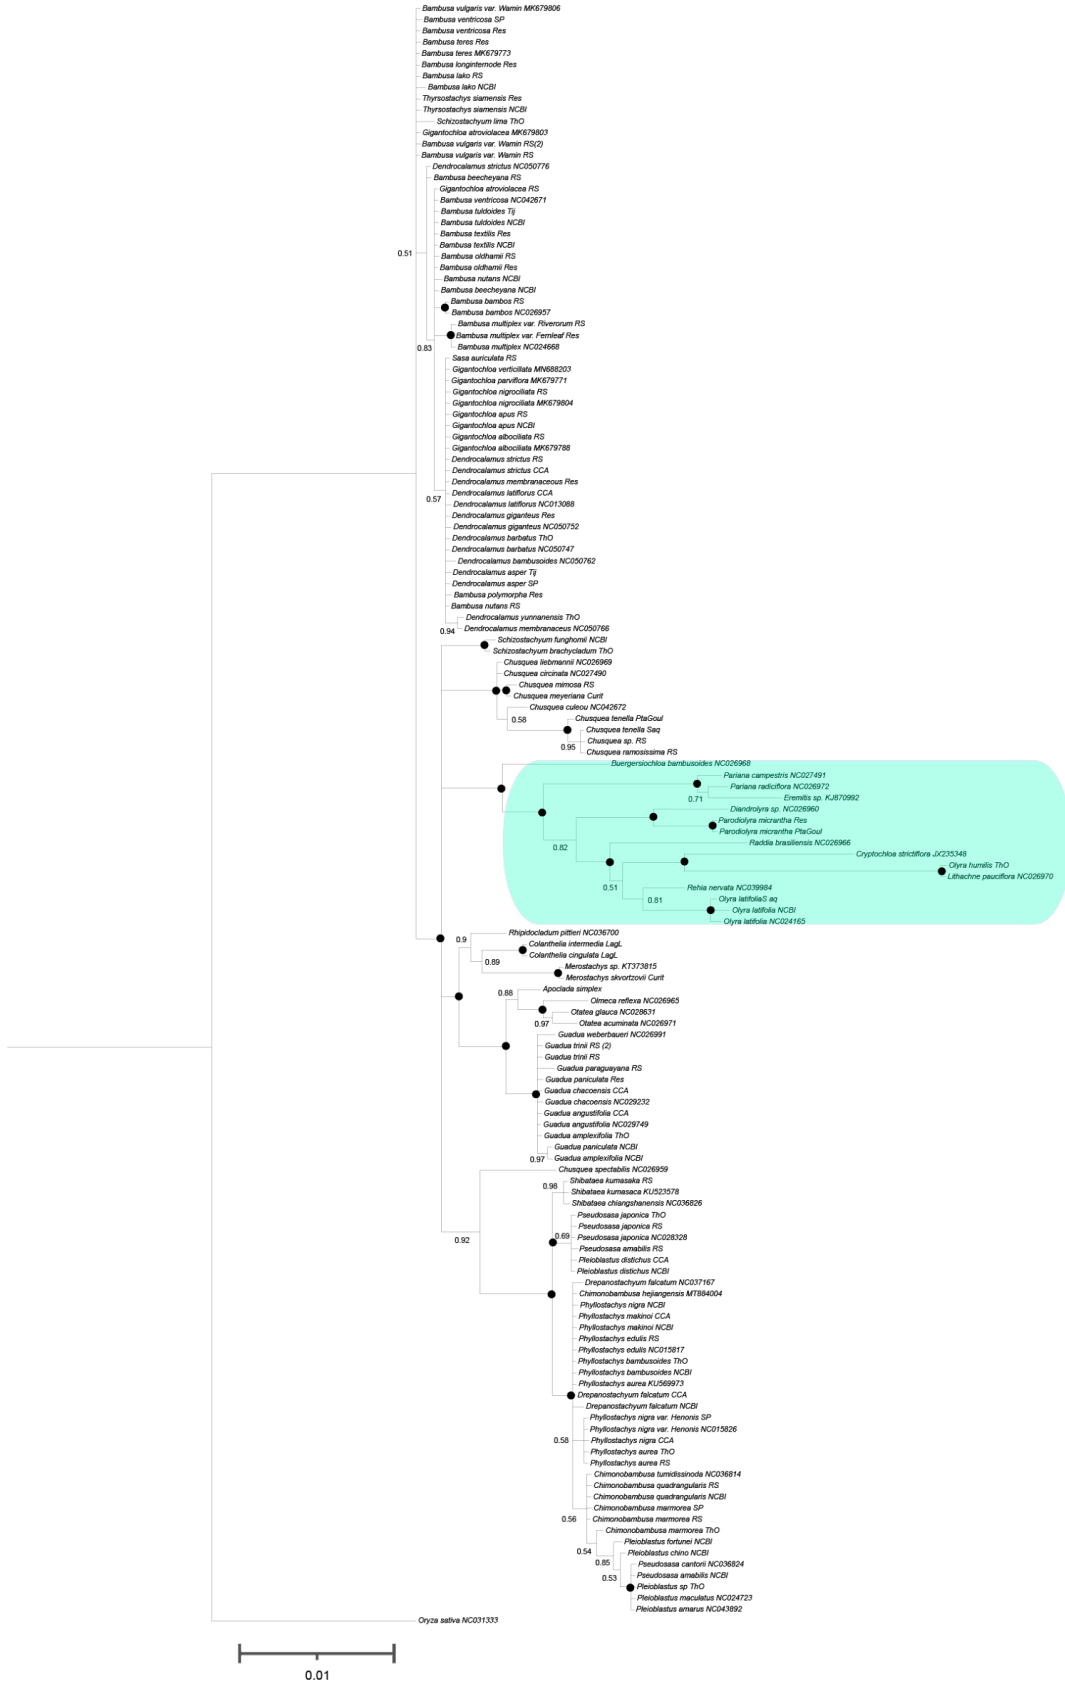 Bambusa vulgaris var. Wamin MK679806
Bambusa ventricosa SP
Bambusa ventricosa Res
Bambusa teres Res
Bambusa teres MK679773
Bambusa longinternode Res
Bambusa lako RS
Bambusa lako NCBI
Thyrsostachys siamensis Res
Thyrsostachys siamensis NCBI
Schizostachyum lima ThO
Gigantochloa atroviolacea MK679803
Bambusa vulgaris var. Wamin RS(2)
Bambusa vulgaris var. Wamin RS
Dendrocalamus strictus NC050776
Bambusa beecheyana RS
Gigantochloa atroviolacea RS
Bambusa ventricosa NC042671
Bambusa tuldoides Tij
Bambusa tuldoides NCBI
Bambusa textilis Res
Bambusa textilis NCBI
0.51
Bambusa oldhamii RS
Bambusa oldhamii Res
Bambusa nutans NCBI
Bambusa beecheyana NCBI
Bambusa bambos RS
Bambusa bambos NC026957
Bambusa multiplex var. Riverorum RS
Bambusa multiplex var. Fernleaf Res
0.83
Bambusa multiplex NC024668
Sasa auriculata RS
Gigantochloa verticillata MN688203
Gigantochloa parviflora MK679771
Gigantochloa nigrociliata RS
Gigantochloa nigrociliata MK679804
Gigantochloa apus RS
Gigantochloa apus NCBI
Gigantochloa albociliata RS
Gigantochloa albociliata MK679788
Dendrocalamus strictus RS
Dendrocalamus strictus CCA
Dendrocalamus membranaceous Res
Dendrocalamus latiflorus CCA
0.57
Dendrocalamus latiflorus NC013088
Dendrocalamus giganteus Res
Dendrocalamus giganteus NC050752
Dendrocalamus barbatus ThO
Dendrocalamus barbatus NC050747
Dendrocalamus bambusoides NC050762
Dendrocalamus asper Tij
Dendrocalamus asper SP
Bambusa polymorpha Res
Bambusa nutans RS
Dendrocalamus yunnanensis ThO
0.94
Dendrocalamus membranaceus NC050766
Schizostachyum funghomii NCBI
Schizostachyum brachycladum ThO
Chusquea liebmannii NC026969
Chusquea circinata NC027490
Chusquea mimosa RS
Chusquea meyeriana Curit
Chusquea culeou NC042672
0.58
Chusquea tenella PtaGoul
Chusquea tenella Saq
Chusquea sp. RS
0.95
Chusquea ramosissima RS
Buergersiochloa bambusoides NC026968
Pariana campestris NC027491
Pariana radiciflora NC026972
0.71
Eremitis sp. KJ870992
Diandrolyra sp. NC026960
Parodiolyra micrantha Res
Parodiolyra micrantha PtaGoul
0.82
Raddia brasiliensis NC026966
Cryptochloa strictiflora JX235348
Olyra humilis ThO
Lithachne pauciflora NC026970
0.51
Rehia nervata NC039984
0.81
Olyra latifoliaS aq
Olyra latifolia NCBI
Olyra latifolia NC024165
Rhipidocladum pittieri NC036700
0.9
Colanthelia intermedia LagL
Colanthelia cingulata LagL
0.89
Merostachys sp. KT373815
Merostachys skvortzovii Curit
0.88
Apoclada simplex
Olmeca reflexa NC026965
Otatea glauca NC028631
0.97
Otatea acuminata NC026971
Guadua weberbaueri NC026991
Guadua trinii RS (2)
Guadua trinii RS
Guadua paraguayana RS
Guadua paniculata Res
Guadua chacoensis CCA
Guadua chacoensis NC029232
Guadua angustifolia CCA
Guadua angustifolia NC029749
Guadua amplexifolia ThO
Guadua paniculata NCBI
0.97
Guadua amplexifolia NCBI
Chusquea spectabilis NC026959
Shibataea kumasaka RS
0.98
Shibataea kumasaca KU523578
Shibataea chiangshanensis NC036826
Pseudosasa japonica ThO
Pseudosasa japonica RS
0.69
Pseudosasa japonica NC028328
0.92
Pseudosasa amabilis RS
Pleioblastus distichus CCA
Pleioblastus distichus NCBI
Drepanostachyum falcatum NC037167
Chimonobambusa hejiangensis MT884004
Phyllostachys nigra NCBI
Phyllostachys makinoi CCA
Phyllostachys makinoi NCBI
Phyllostachys edulis RS
Phyllostachys edulis NC015817
Phyllostachys bambusoides ThO
Phyllostachys bambusoides NCBI
Phyllostachys aurea KU569973
Drepanostachyum falcatum CCA
Drepanostachyum falcatum NCBI
Phyllostachys nigra var. Henonis SP
Phyllostachys nigra var. Henonis NC015826
0.58
Phyllostachys nigra CCA
Phyllostachys aurea ThO
Phyllostachys aurea RS
Chimonobambusa tumidissinoda NC036814
Chimonobambusa quadrangularis RS
Chimonobambusa quadrangularis NCBI
Chimonobambusa marmorea SP
0.56
Chimonobambusa marmorea RS
Chimonobambusa marmorea ThO
Pleioblastus fortunei NCBI
0.54
Pleioblastus chino NCBI
0.85
Pseudosasa cantorii NC036824
0.53
Pseudosasa amabilis NCBI
Pleioblastus sp ThO
Pleioblastus maculatus NC024723
Pleioblastus amarus NC043892
Oryza sativa NC031333
0.01